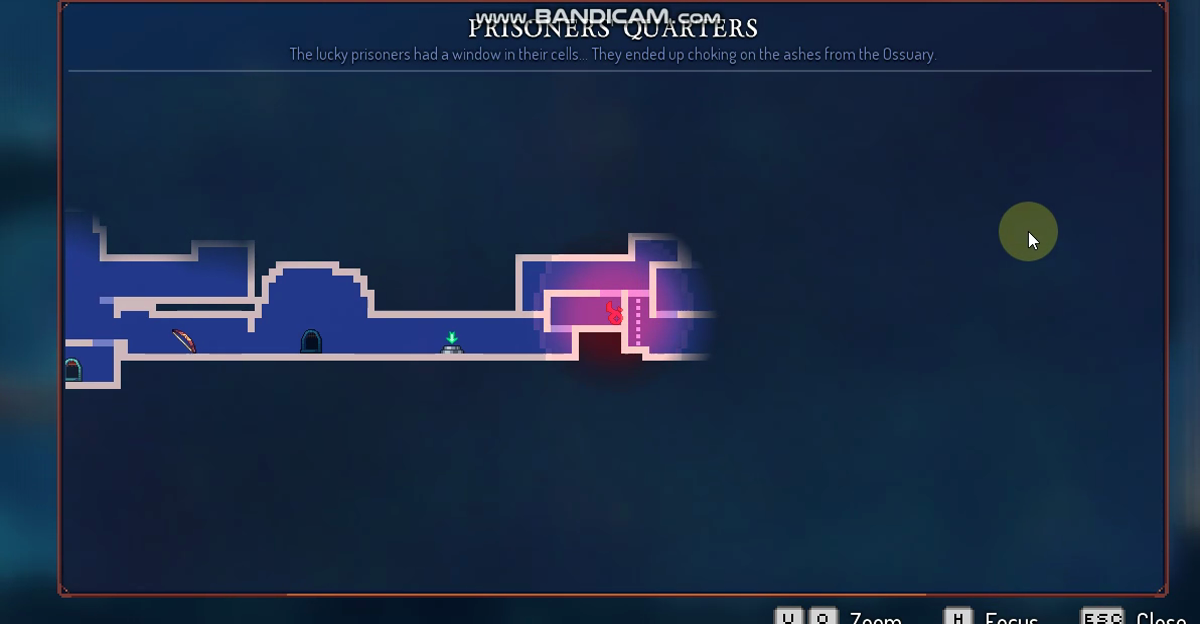 www.BANDICAM.com
PRISONERS' QUARTERS
The lucky prisoners had a window in their cells... They ended up choking on the ashes from the Ossuary.
Zoom
Focus
ESC Close